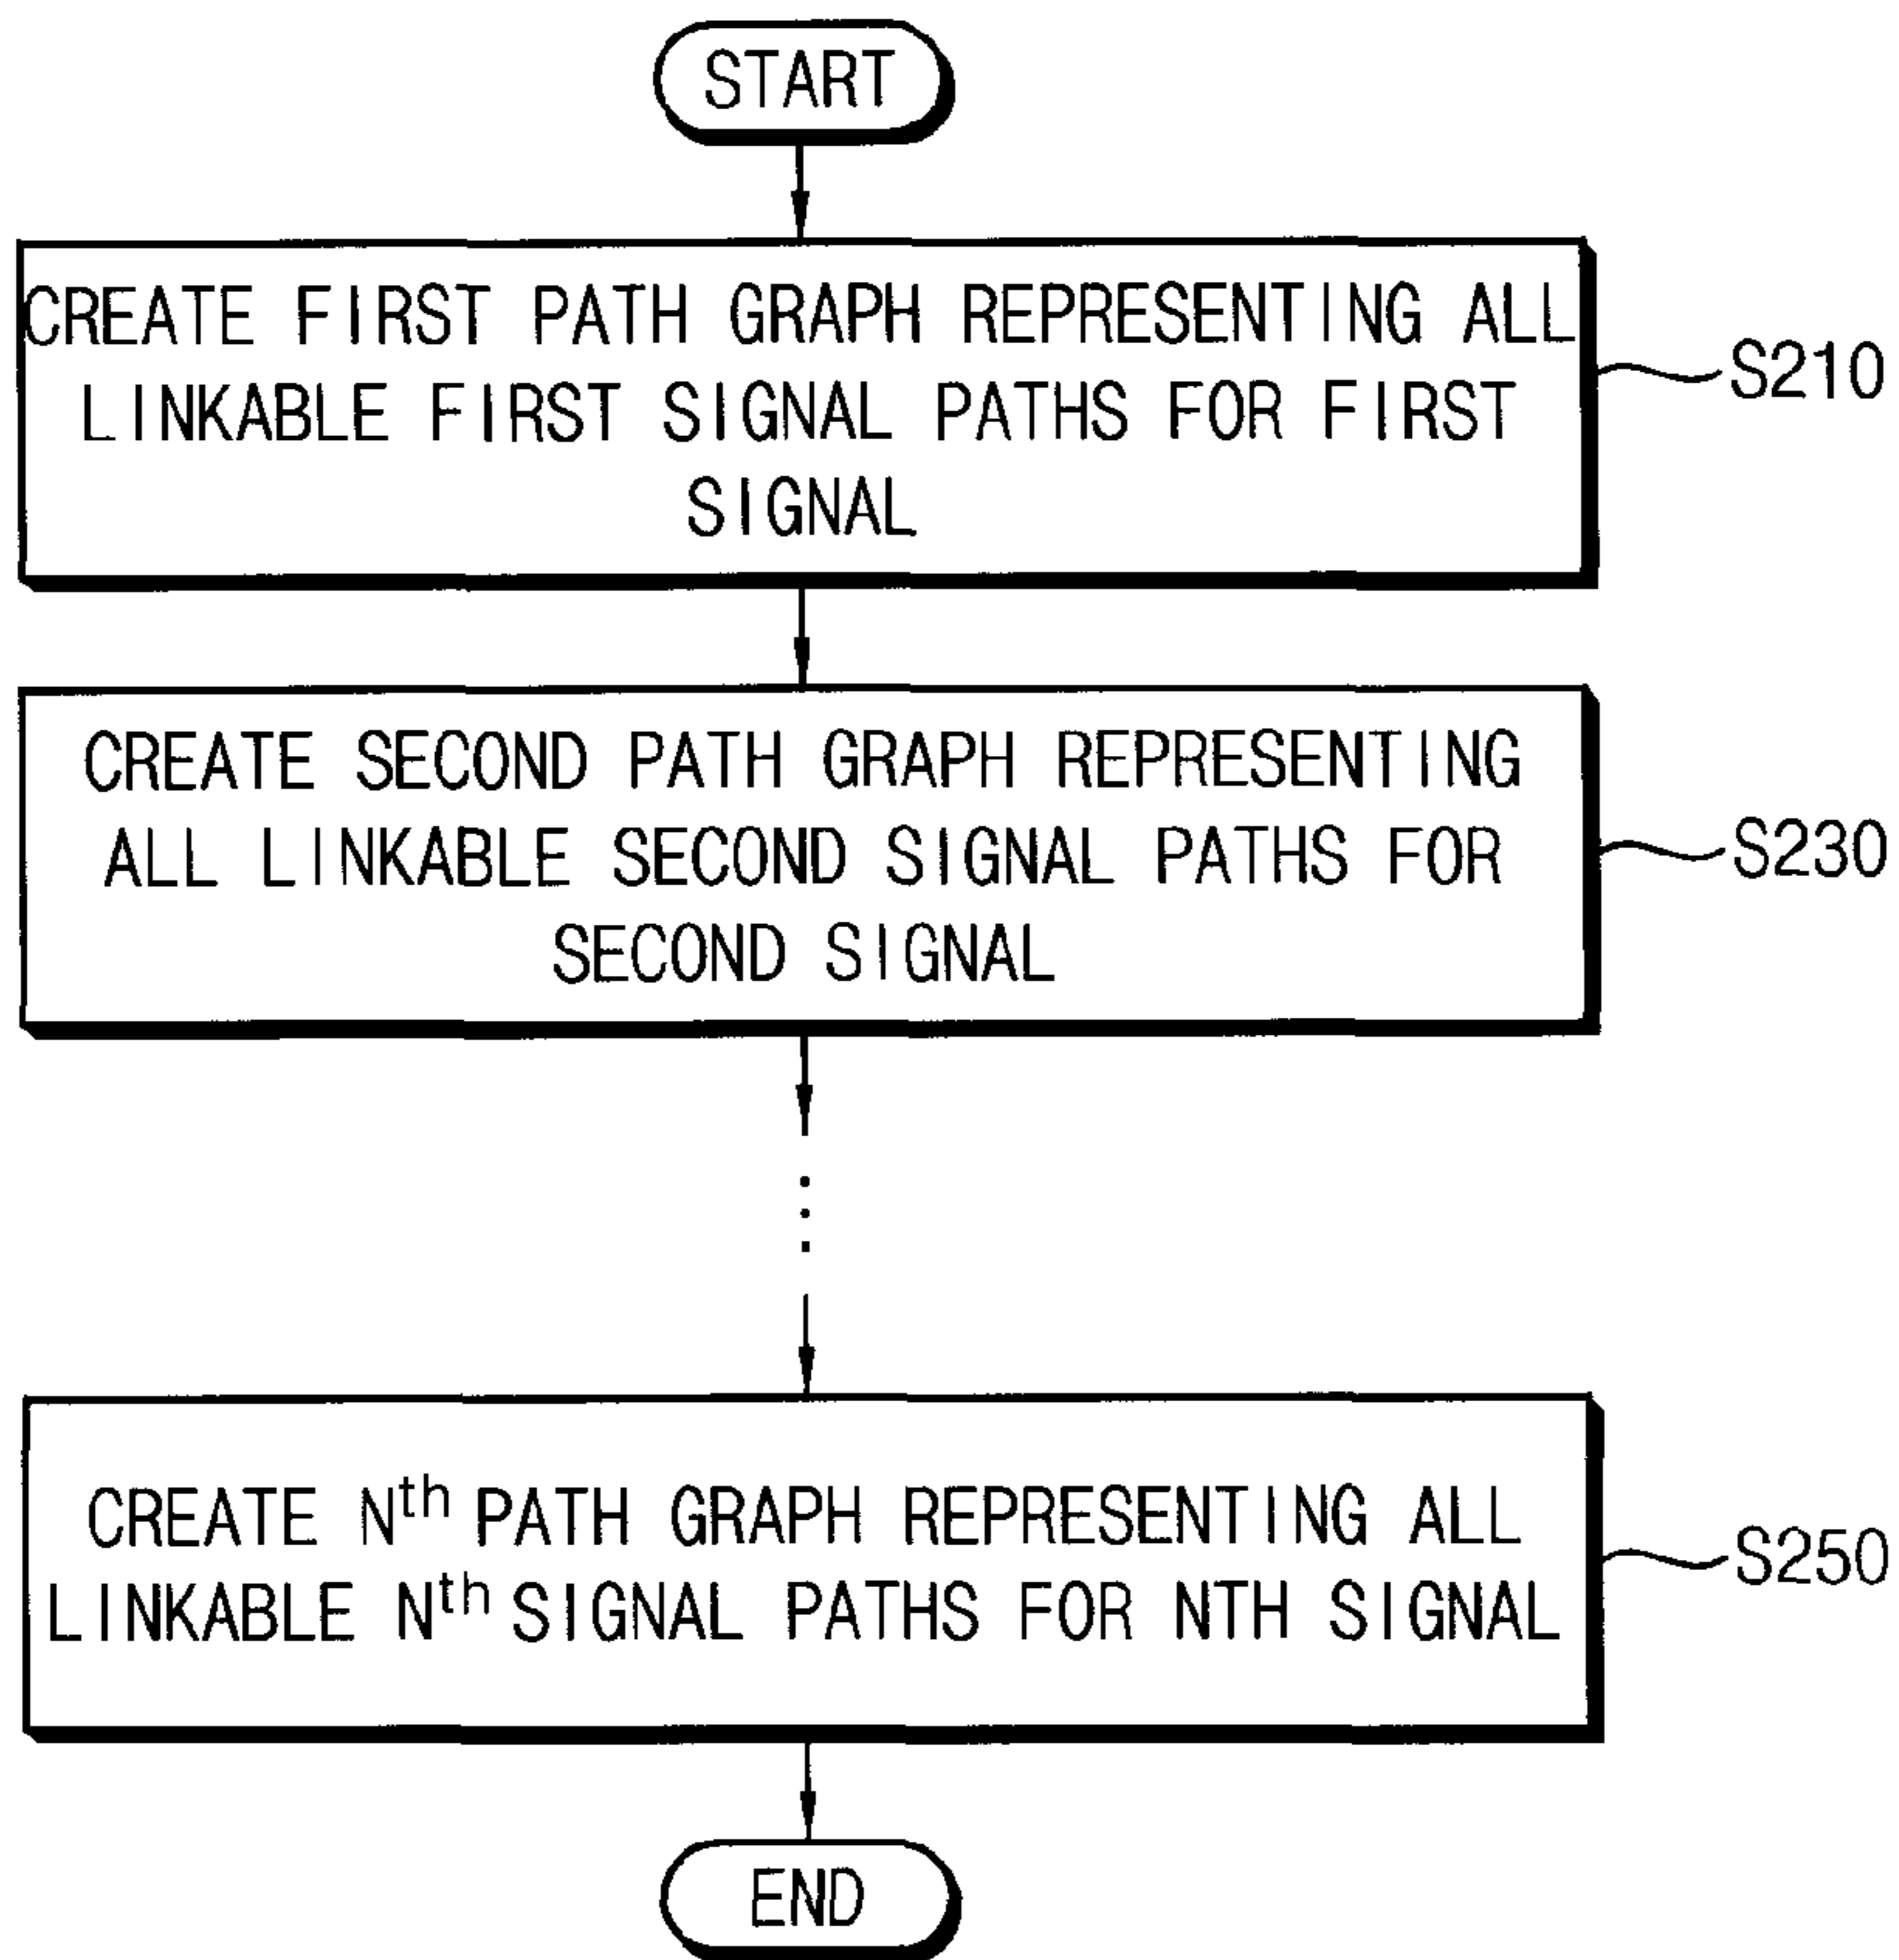 START
CREATE FIRST PATH GRAPH REPRESENTING ALL
LINKABLE FIRST SIGNAL PATHS FOR FIRST
SIGNAL
S210
CREATE SECOND PATH GRAPH REPRESENTING
ALL LINKABLE SECOND SIGNAL PATHS FOR
SECOND SIGNAL
S230
CREATE Nth PATH GRAPH REPRESENTING ALL
LINKABLE Nth SIGNAL PATHS FOR NTH SIGNAL
S250
END